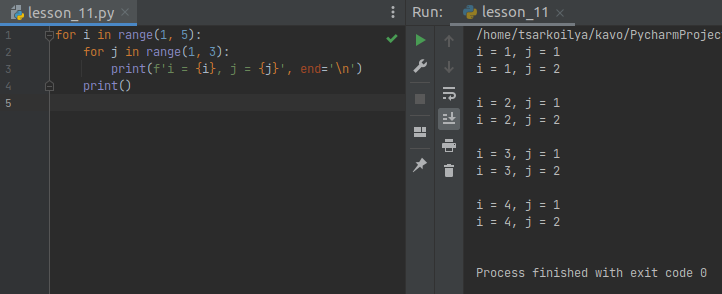 lesson_11.py
1 for i in range(1, 5):
2     for j in range(1, 3):
3         print(f'i = {i}, j = {j}', end='\n')
4     print()
5
Run: lesson_11
/home/tsarkoilya/kavo/PycharmProjec
i = 1, j = 1
i = 1, j = 2

i = 2, j = 1
i = 2, j = 2

i = 3, j = 1
i = 3, j = 2

i = 4, j = 1
i = 4, j = 2

Process finished with exit code 0